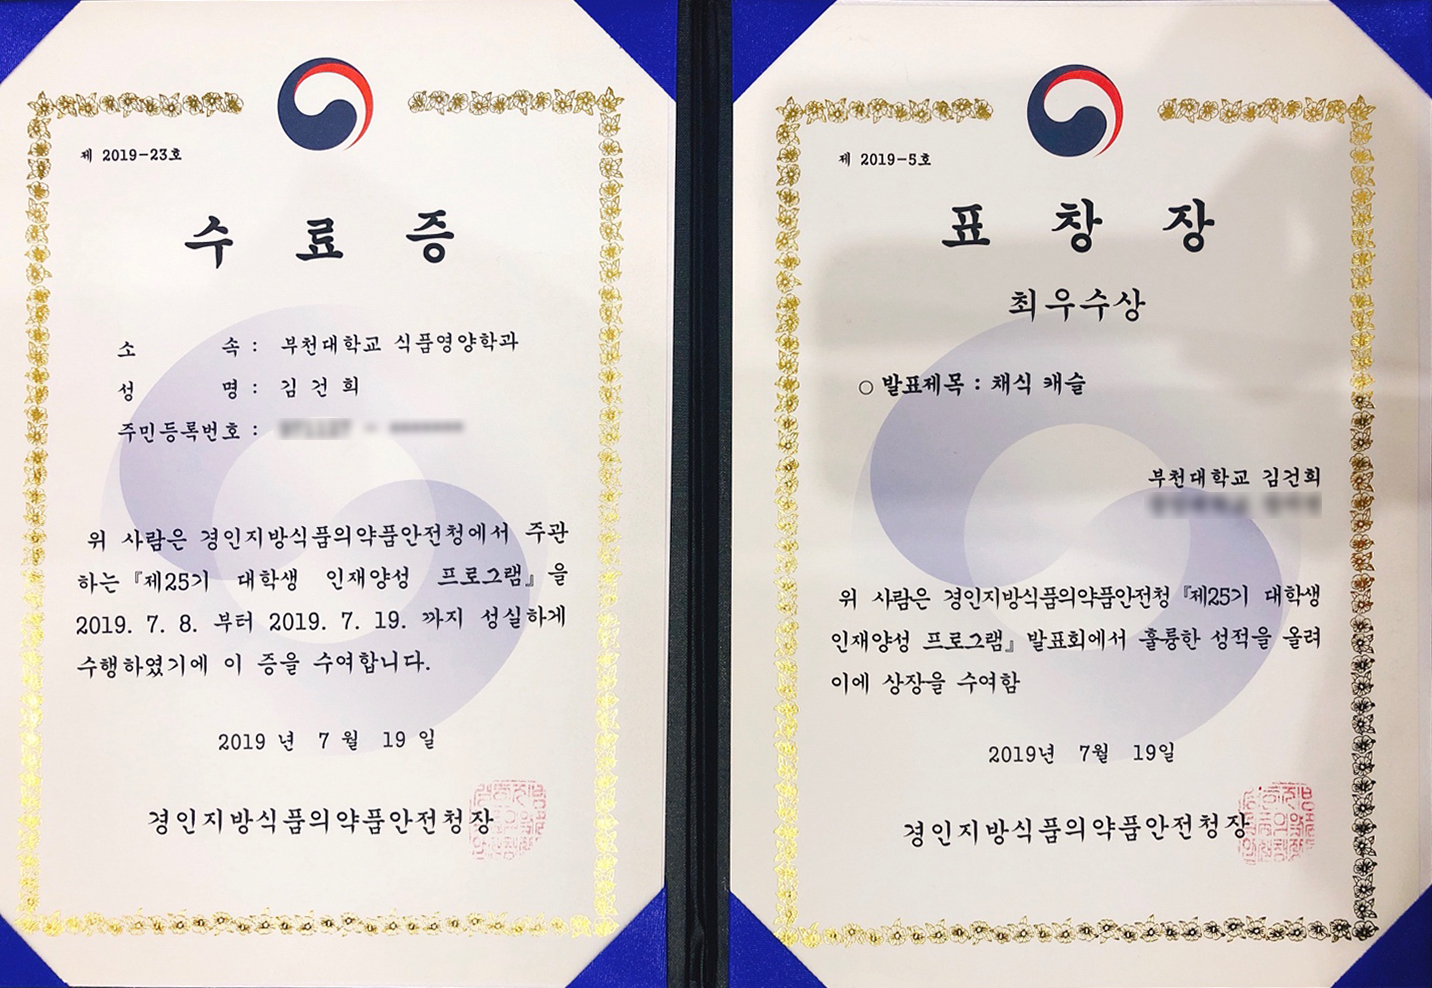 제 2019-23호
수 료 증
소 속 : 부천대학교 식품영양학과
성 명 : 김 건 희
주민등록번호 :
위 사람은 경인지방식품의약품안전청에서 주관
하는『제25기 대학생 인재양성 프로그램』을
2019. 7. 8. 부터 2019. 7. 19. 까지 성실하게
수행하였기에 이 증을 수여합니다.
2019 년 7 월 19 일
경인지방식품의약품안전청장
제 2019-5호
표 창 장
최우수상
○ 발표제목 : 채식 캐슬
부천대학교 김건희
위 사람은 경인지방식품의약품안전청『제25기 대학생
인재양성 프로그램』발표회에서 훌륭한 성적을 올려
이에 상장을 수여함
2019년 7월 19일
경인지방식품의약품안전청장